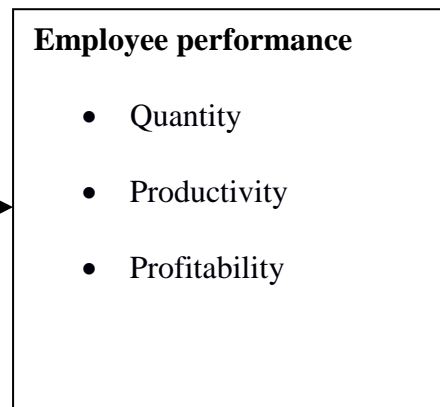 Employee performance
• Quantity
• Productivity
• Profitability